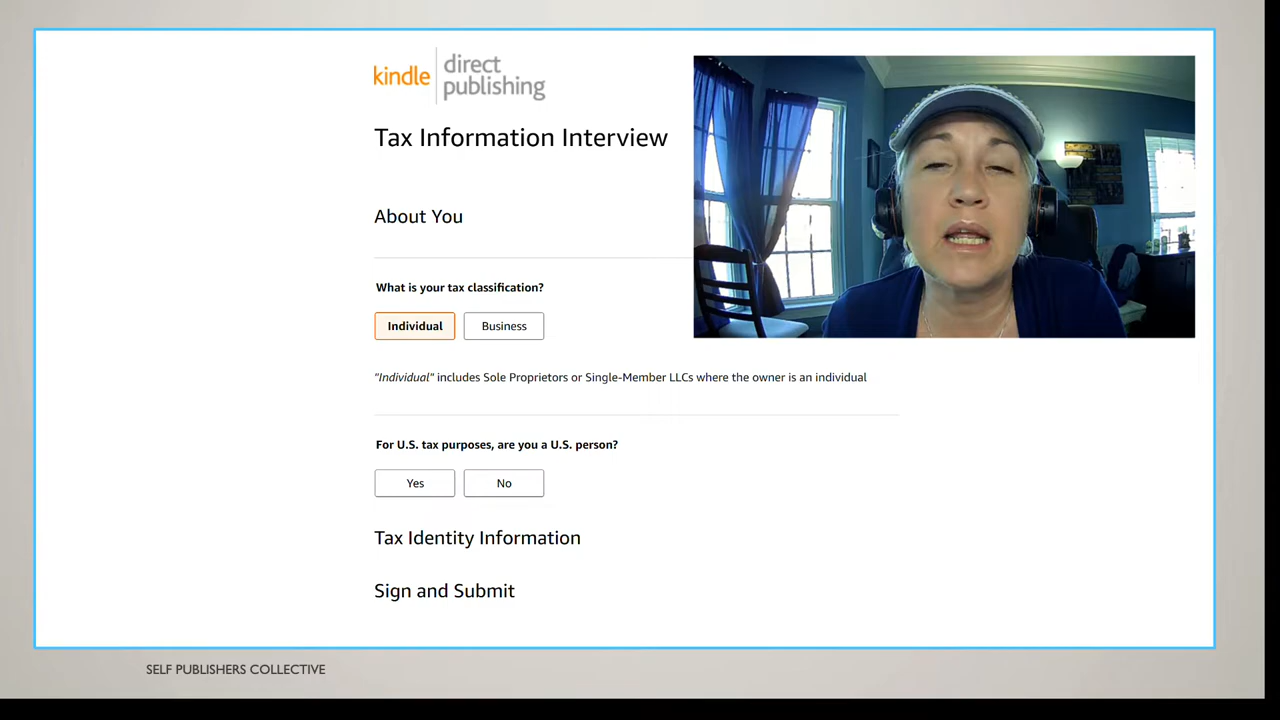 kindle direct publishing
Tax Information Interview
About You
What is your tax classification?
Individual Business
"Individual" includes Sole Proprietors or Single-Member LLCs where the owner is an individual
For U.S. tax purposes, are you a U.S. person?
Yes No
Tax Identity Information
Sign and Submit
SELF PUBLISHERS COLLECTIVE